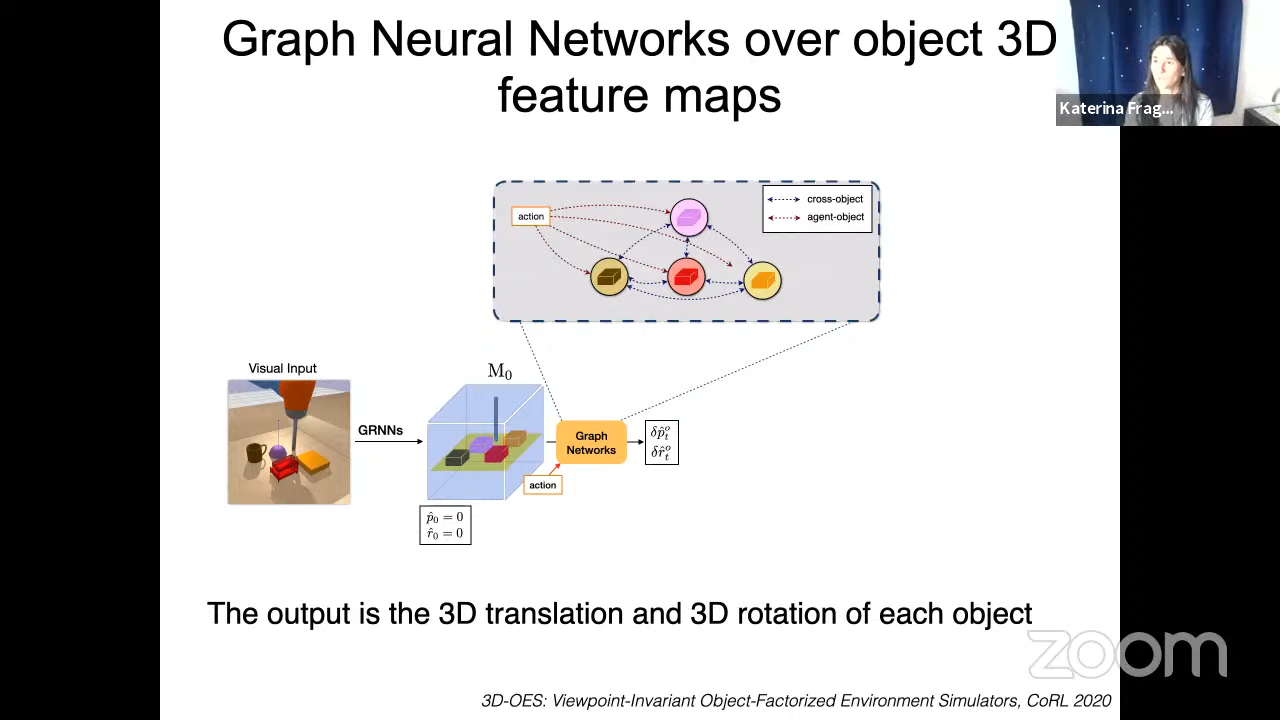 Graph Neural Networks over object 3D
feature maps
Katerina Frag...
action
cross-object
agent-object
Visual Input
M₀
GRNNs
Graph
Networks
δp̂ₜᵒ
δr̂ₜᵒ
action
p̂₀ = 0
r̂₀ = 0
The output is the 3D translation and 3D rotation of each object
zoom
3D-OES: Viewpoint-Invariant Object-Factorized Environment Simulators, CoRL 2020